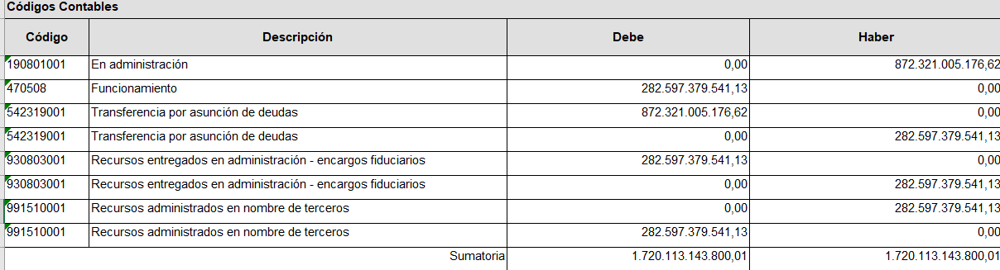 Códigos Contables
Código Descripción Debe Haber
190801001 En administración 0,00 872.321.005.176,62
470508 Funcionamiento 282.597.379.541,13 0,00
542319001 Transferencia por asunción de deudas 872.321.005.176,62 0,00
542319001 Transferencia por asunción de deudas 0,00 282.597.379.541,13
930803001 Recursos entregados en administración - encargos fiduciarios 282.597.379.541,13 0,00
930803001 Recursos entregados en administración - encargos fiduciarios 0,00 282.597.379.541,13
991510001 Recursos administrados en nombre de terceros 0,00 282.597.379.541,13
991510001 Recursos administrados en nombre de terceros 282.597.379.541,13 0,00
Sumatoria 1.720.113.143.800,01 1.720.113.143.800,01